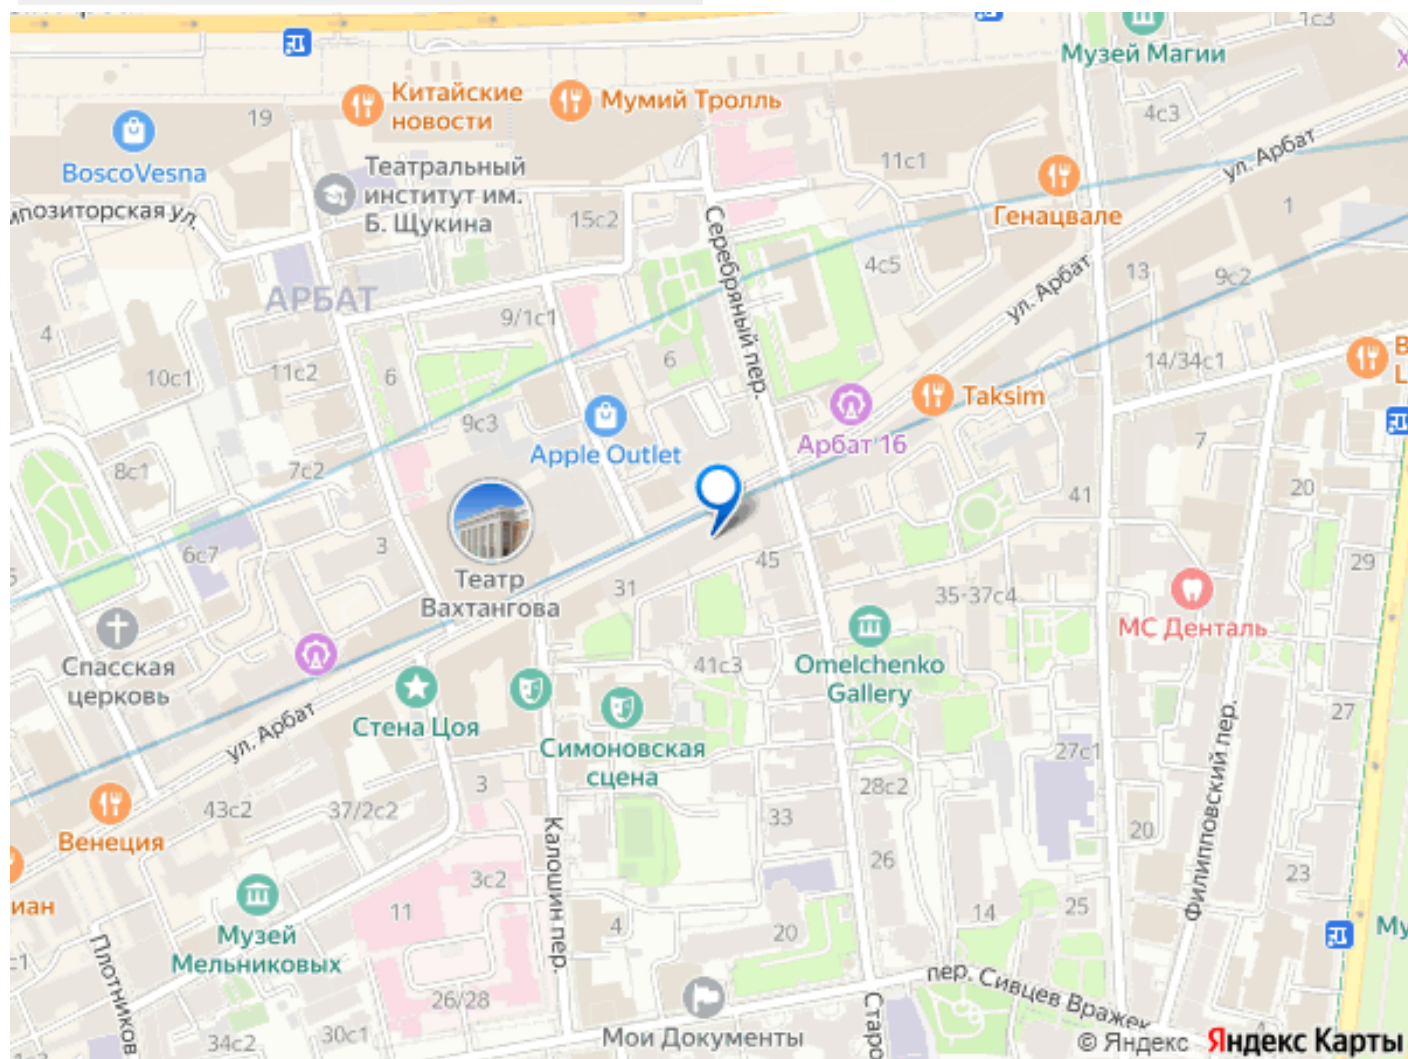 1с3
Музей Магии
Китайские
новости
Мумий Тролль
19
4с3
BoscoVesna
Театральный
институт им.
Б. Щукина
11с1
ул. Арбат
Генацвале
15с2
1
Серебряный пер.
АРБАТ
4с5
13
9с2
ул. Арбат
9/1с1
4
6
14/34с1
10с1
11с2
6
Taksim
9с3
Apple Outlet
Арбат 16
7
8с1
7с2
41
20
6с7
3
45
29
Театр
Вахтангова
31
35-37с4
МС Денталь
Спасская
церковь
41с3
Omelchenko
Gallery
Стена Цоя
ул. Арбат
Симоновская
сцена
27
27с1
Филипповский пер.
3
28с2
43с2
37/2с2
33
Венеция
20
Калошин пер.
26
3с2
23
иан
11
14
25
Музей
Мельниковых
4
20
Плотников
пер. Сивцев Вражек
26/28
Мои Документы
Старо
34с2
30с1
© Яндекс Яндекс Карты